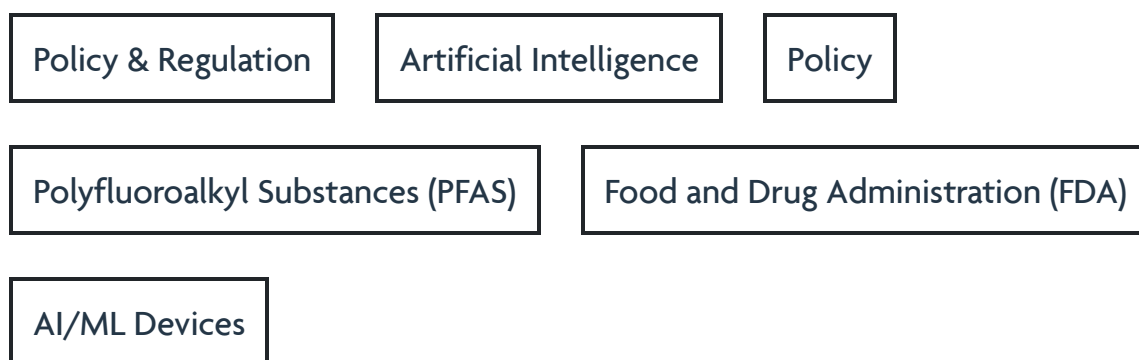 Policy & Regulation Artificial Intelligence Policy
Polyfluoroalkyl Substances (PFAS) Food and Drug Administration (FDA)
AI/ML Devices